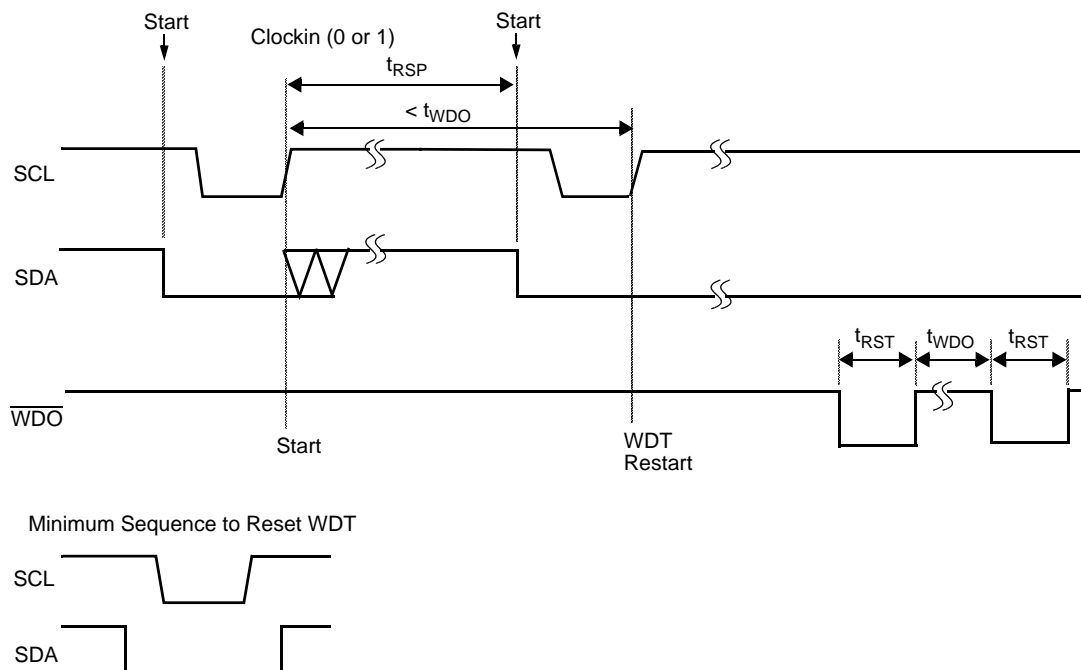 Start
Start
Clockin (0 or 1)
tRSP
< tWDO
SCL
SDA
tRST
tWDO
tRST
WDO
Start
WDT
Restart
Minimum Sequence to Reset WDT
SCL
SDA